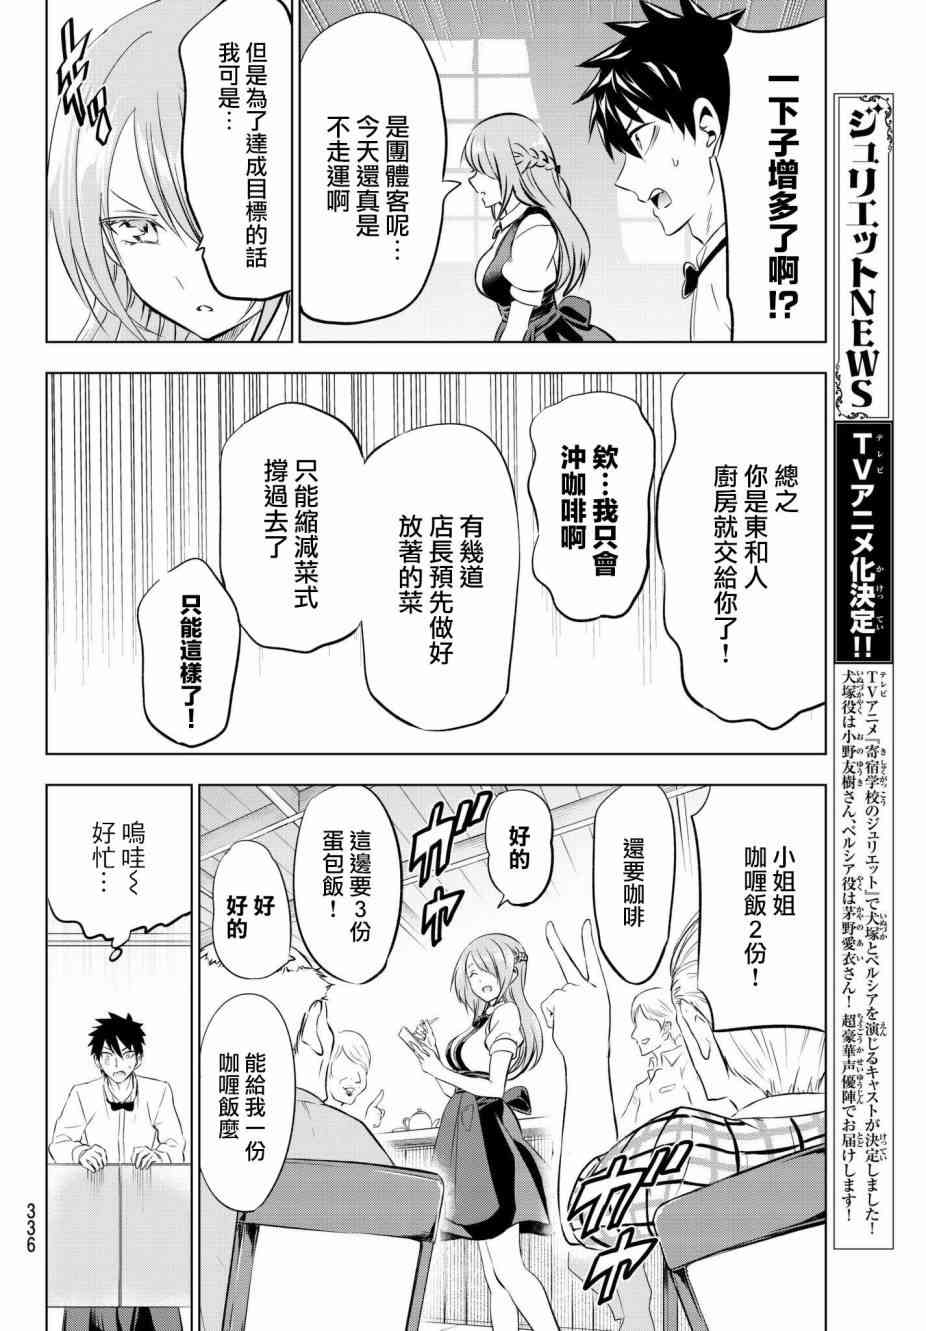 一下子增多了啊!?
是團體客呢…
今天還真是
不走運啊
但是為了達成目標的話
我可是…
總之
你是東和人
廚房就交給你了！
欸…我只會
沖咖啡啊
有幾道
店長預先做好
放著的菜
只能縮減菜式
撐過去了
只能這樣了！
小姐姐
咖喱飯2份！
還要咖啡
好的
這邊要3份
蛋包飯！
好
好的
能給我一份
咖喱飯麼
嗚哇～
好忙…
ジュリエットNEWS
TVアニメ化決定!!
TVアニメ『寄宿学校のジュリエット』で犬塚とペルシアを演じるキャストが決定しました！
犬塚役は小野友樹さん、ペルシア役は茅野愛衣さん！ 超豪華声優陣でお届けします！
336